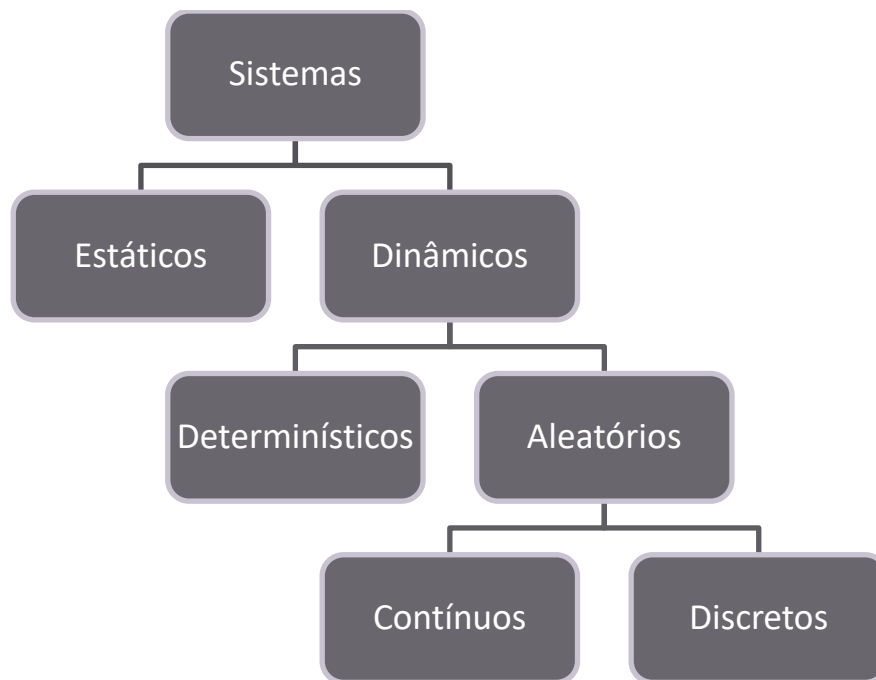 Sistemas
Estáticos
Dinâmicos
Determinísticos
Aleatórios
Contínuos
Discretos